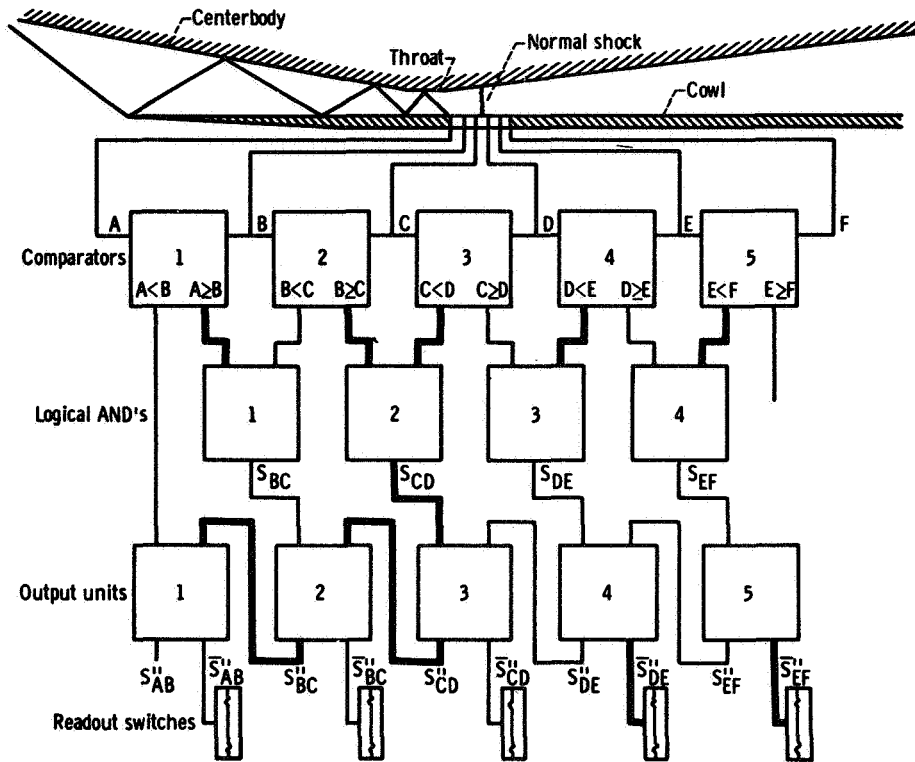 Centerbody
Normal shock
Throat
Cowl
A B C D E F
Comparators
1 2 3 4 5
A<B A≥B B<C B≥C C<D C≥D D<E D≥E E<F E≥F
Logical AND's
1 2 3 4
S_BC S_CD S_DE S_EF
Output units
1 2 3 4 5
S''_AB S̅''_AB S''_BC S̅''_BC S''_CD S̅''_CD S''_DE S̅''_DE S''_EF S̅''_EF
Readout switches